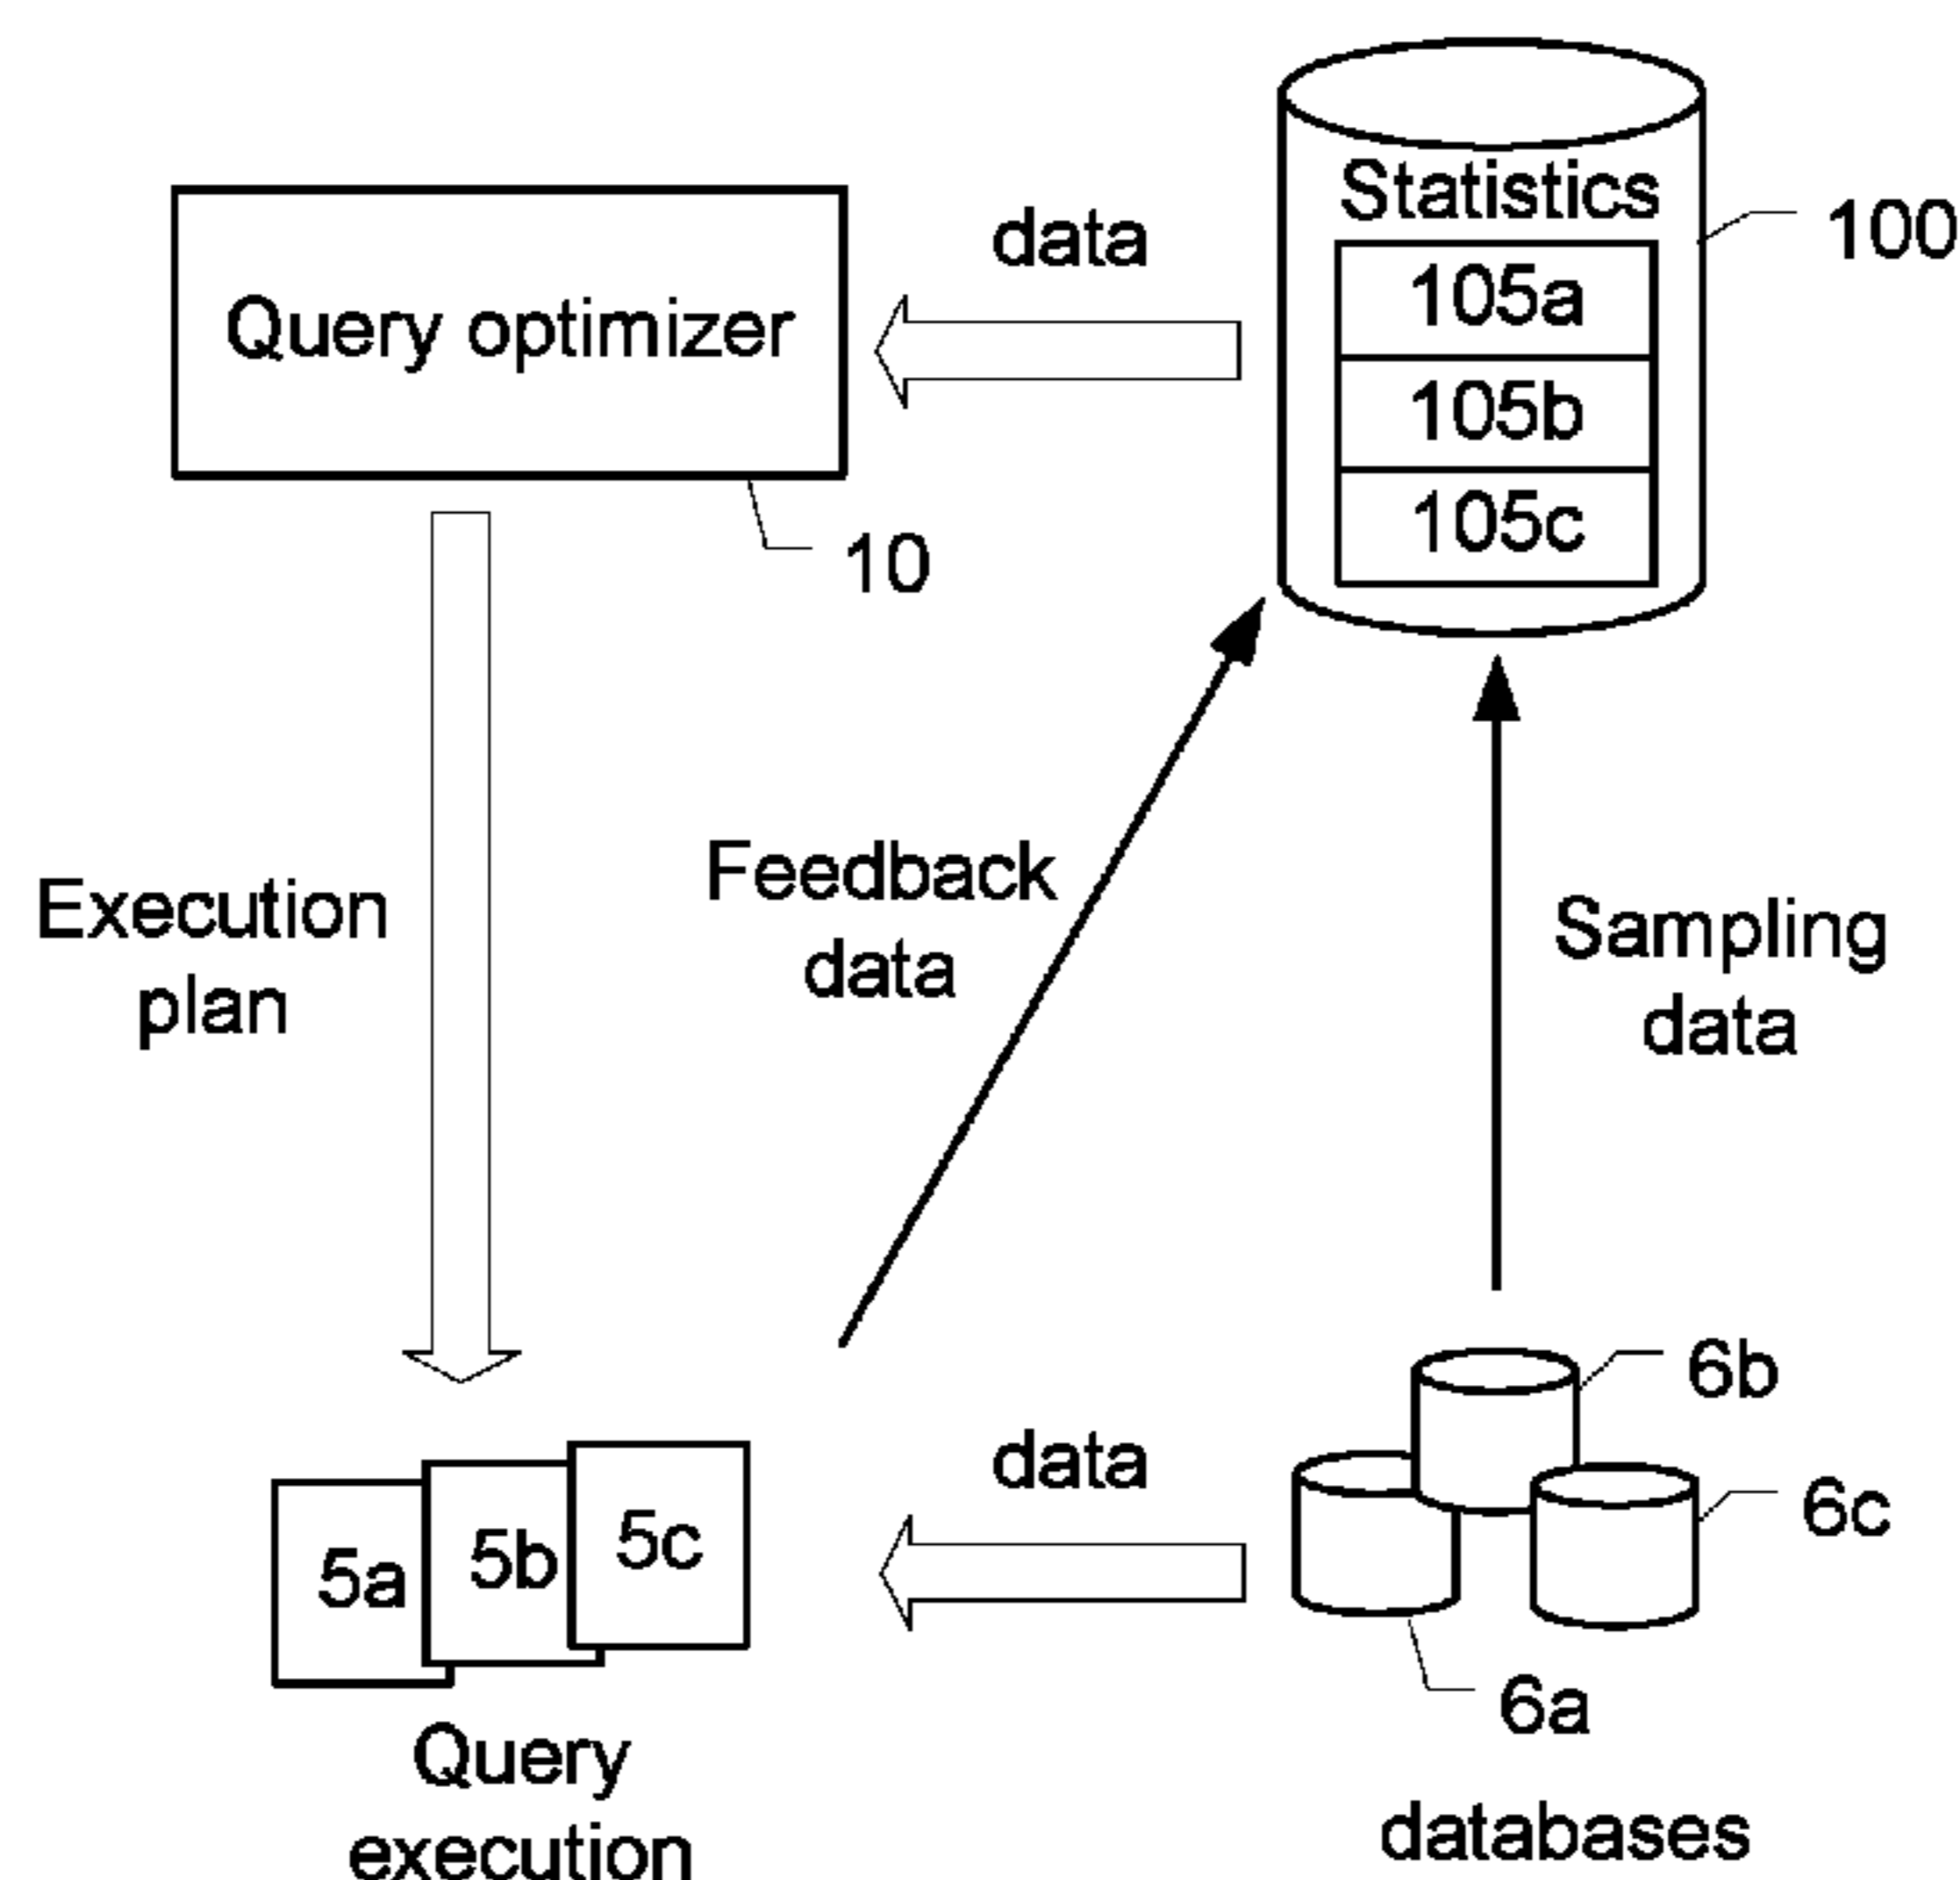 Statistics
100
105a
105b
105c
data
Query optimizer
10
Execution
plan
Feedback
data
Sampling
data
5a
5b
5c
Query
execution
data
6b
6c
6a
databases